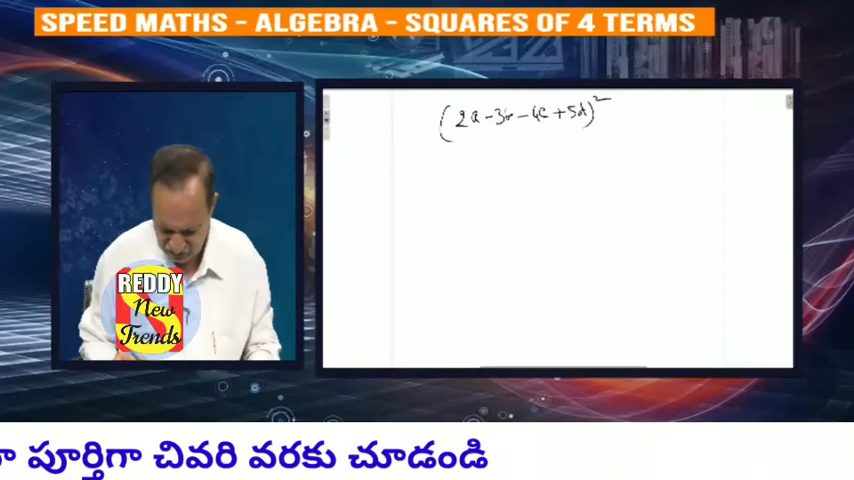 SPEED MATHS - ALGEBRA - SQUARES OF 4 TERMS
(2a - 3b - 4c + 5d)²
REDDY
New
Trends
పూర్తిగా చివరి వరకు చూడండి